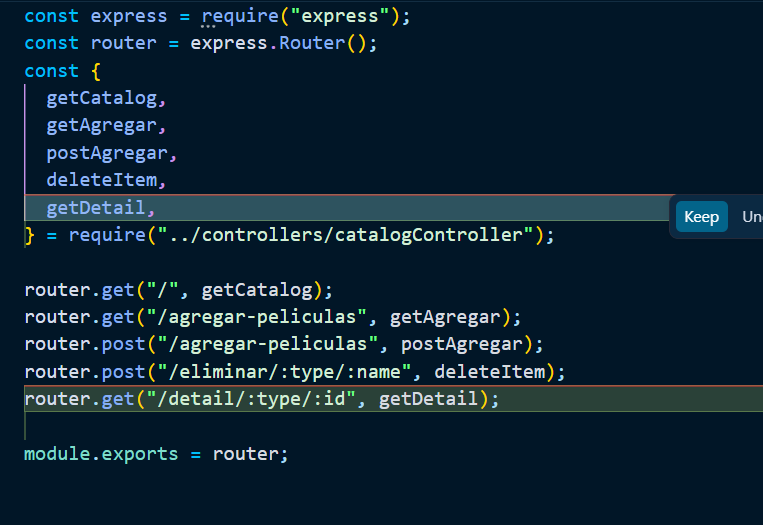 const express = require("express");
const router = express.Router();
const {
  getCatalog,
  getAgregar,
  postAgregar,
  deleteItem,
  getDetail,
Keep
} = require("../controllers/catalogController");
router.get("/", getCatalog);
router.get("/agregar-peliculas", getAgregar);
router.post("/agregar-peliculas", postAgregar);
router.post("/eliminar/:type/:name", deleteItem);
router.get("/detail/:type/:id", getDetail);
module.exports = router;